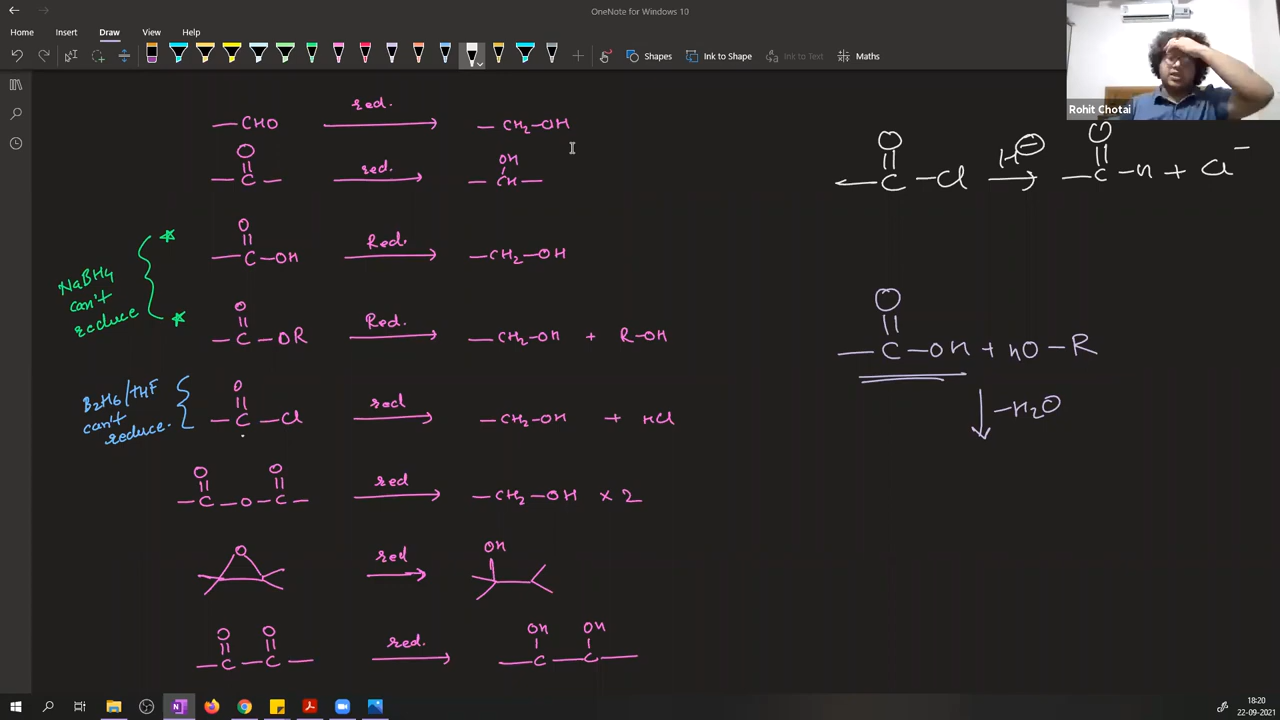 OneNote for Windows 10
Home Insert Draw View Help
Shapes Ink to Shape Ink to Text Maths
Rohit Chotai
—CHO red. → —CH2—OH
O OH
—C— red. → —CH—
O
—C—OH Red. → —CH2—OH
NaBH4
can't
reduce
O
—C—OR Red. → —CH2—OH + R—OH
B2H6/THF
can't
reduce.
O
—C—Cl red → —CH2—OH + HCl
O O
—C—O—C— red → —CH2—OH × 2
O red → OH
O O OH OH
—C—C— red. → —C—C—
O O
—C—Cl H⊖ → —C—H + Cl−
O
—C—OH + HO—R
↓ —H2O
18:20
22-09-2021